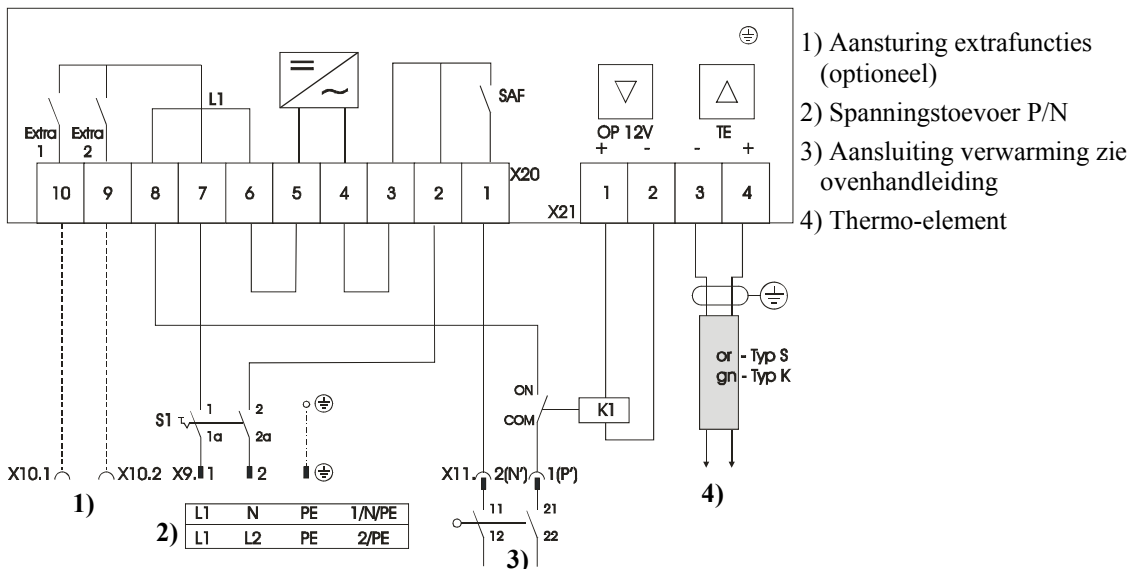 1) Aansturing extrafuncties
(optioneel)
2) Spanningstoevoer P/N
3) Aansluiting verwarming zie
ovenhandleiding
4) Thermo-element
L1
SAF
OP 12V
TE
+ - - +
Extra
1
Extra
2
X20
10 9 8 7 6 5 4 3 2 1
X21
1 2 3 4
or - Typ S
gn - Typ K
ON
COM
K1
S1
1 2
1a 2a
X10.1
X10.2
X9. 1 2
X11. 2(N') 1(P')
1)
4)
2)
L1 N PE 1/N/PE
L1 L2 PE 2/PE
11 21
12 22
3)